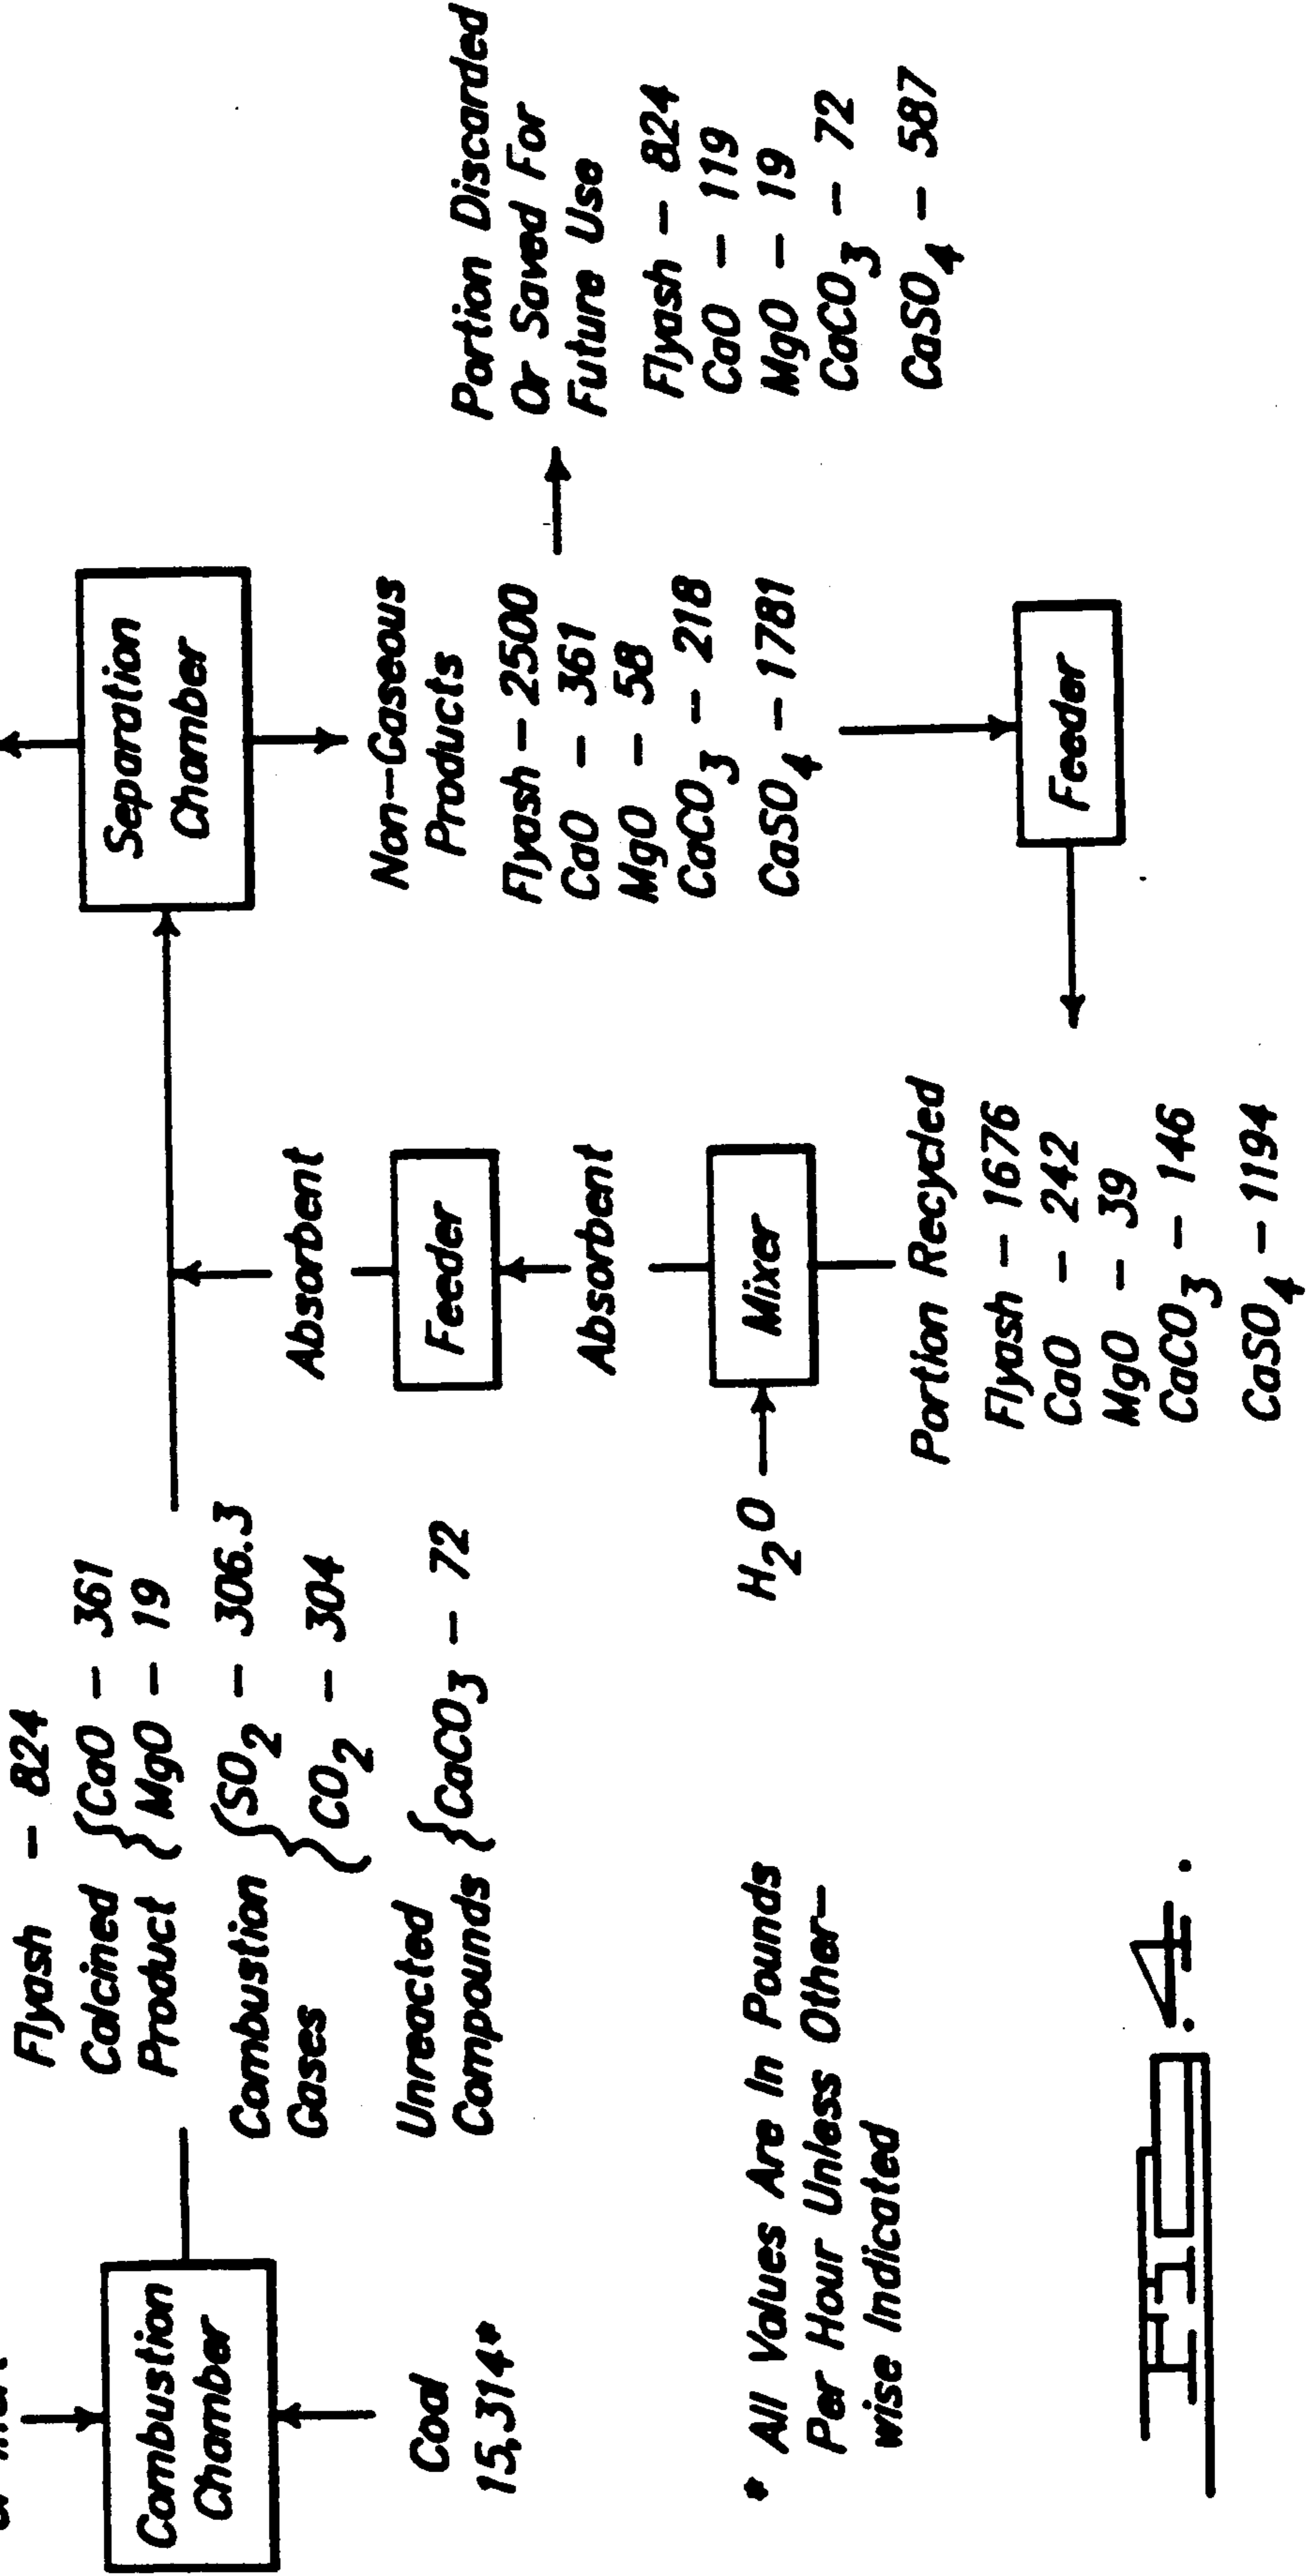 Combustion
Chamber
Coal
15,314*
Flyash - 824
Calcined {CaO - 361
Product {MgO - 19
Combustion {SO2 - 306.3
Gases {CO2 - 304
Unreacted
Compounds {CaCO3 - 72
Separation
Chamber
Absorbent
Feeder
Absorbent
Mixer
H2O
Portion Recycled
Flyash - 1676
CaO - 242
MgO - 39
CaCO3 - 146
CaSO4 - 1194
Non-Gaseous
Products
Flyash - 2500
CaO - 361
MgO - 58
CaCO3 - 218
CaSO4 - 1781
Feeder
Portion Discarded
Or Saved For
Future Use
Flyash - 824
CaO - 119
MgO - 19
CaCO3 - 72
CaSO4 - 587
* All Values Are In Pounds
Per Hour Unless Other-
wise Indicated
FIG. 4.